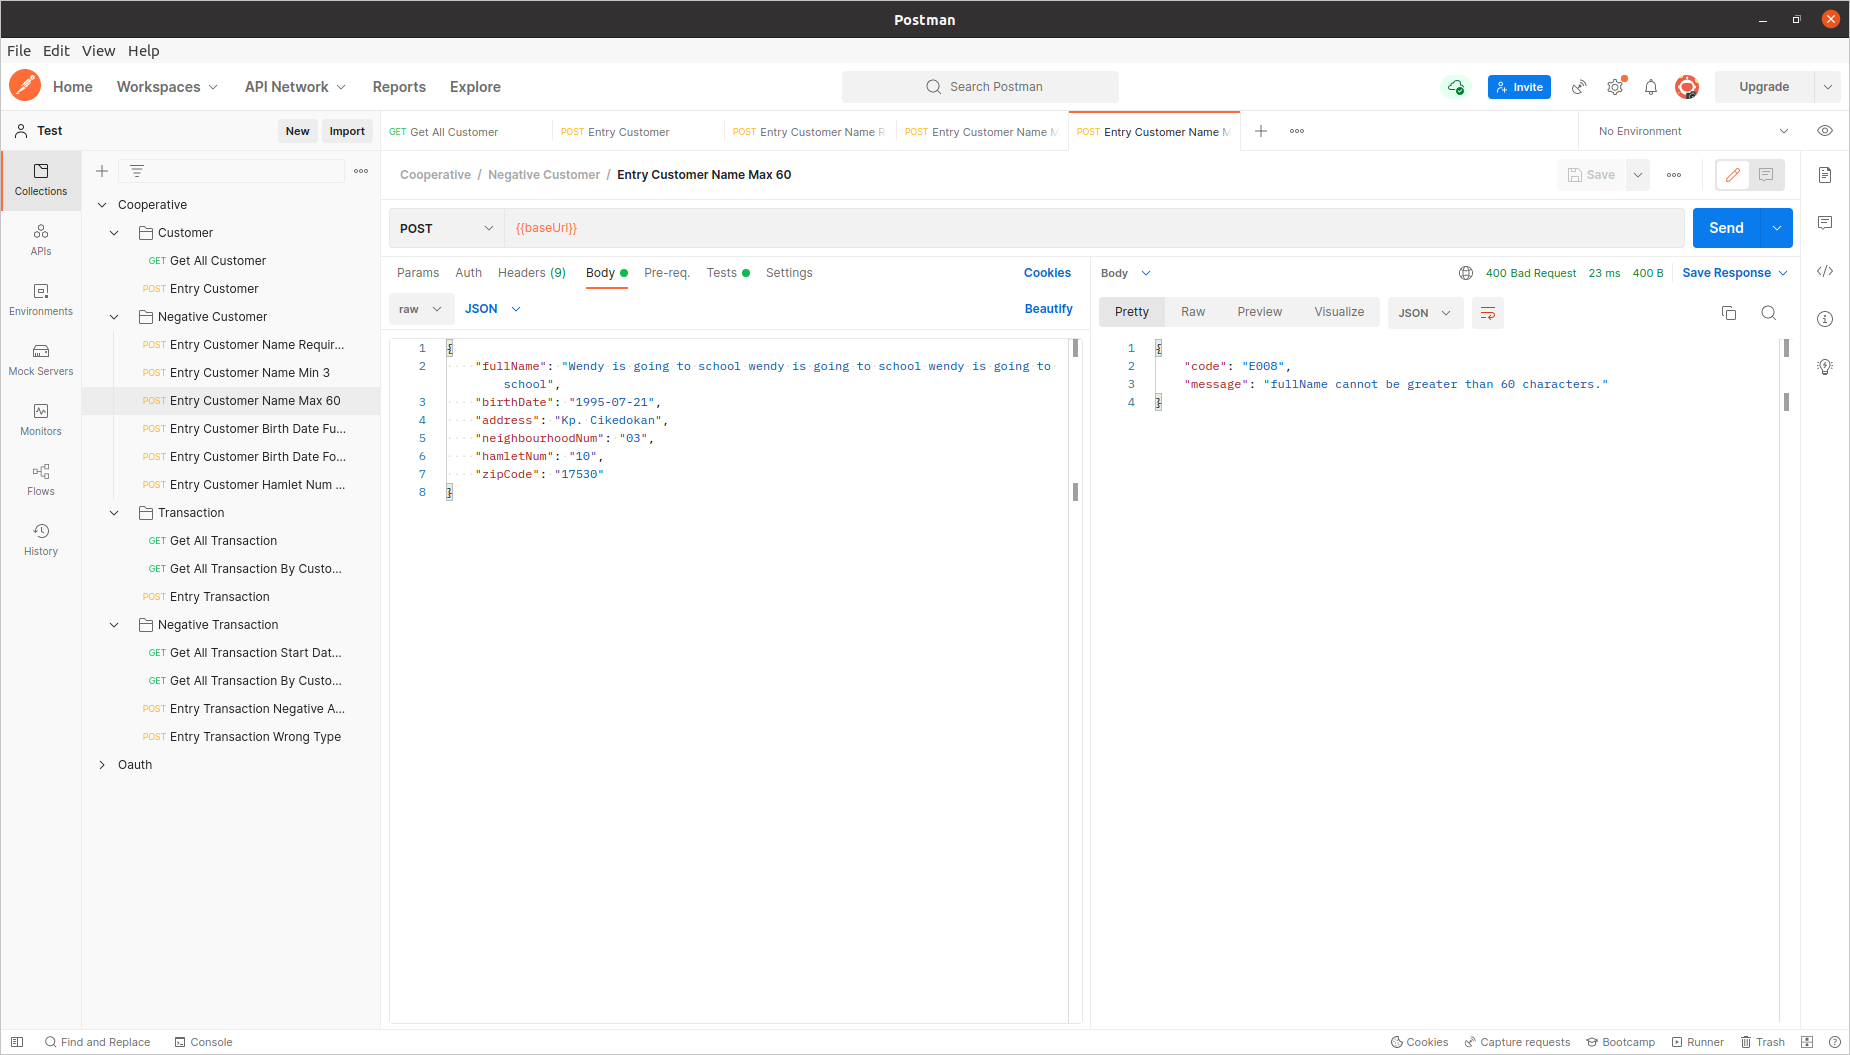 Postman
File Edit View Help
Home Workspaces API Network Reports Explore Search Postman Invite Upgrade
Test New Import
GET Get All Customer POST Entry Customer POST Entry Customer Name R POST Entry Customer Name M POST Entry Customer Name M No Environment
Collections
APIs
Environments
Mock Servers
Monitors
Flows
History
Cooperative
Customer
GET Get All Customer
POST Entry Customer
Negative Customer
POST Entry Customer Name Requir...
POST Entry Customer Name Min 3
POST Entry Customer Name Max 60
POST Entry Customer Birth Date Fu...
POST Entry Customer Birth Date Fo...
POST Entry Customer Hamlet Num ...
Transaction
GET Get All Transaction
GET Get All Transaction By Custo...
POST Entry Transaction
Negative Transaction
GET Get All Transaction Start Dat...
GET Get All Transaction By Custo...
POST Entry Transaction Negative A...
POST Entry Transaction Wrong Type
Oauth
Cooperative / Negative Customer / Entry Customer Name Max 60 Save
POST {{baseUrl}} Send
Params Auth Headers (9) Body Pre-req. Tests Settings Cookies
raw JSON Beautify
1 {
2 "fullName": "Wendy is going to school wendy is going to school wendy is going to
school",
3 "birthDate": "1995-07-21",
4 "address": "Kp. Cikedokan",
5 "neighbourhoodNum": "03",
6 "hamletNum": "10",
7 "zipCode": "17530"
8 }
Body 400 Bad Request 23 ms 400 B Save Response
Pretty Raw Preview Visualize JSON
1 {
2 "code": "E008",
3 "message": "fullName cannot be greater than 60 characters."
4 }
Find and Replace Console Cookies Capture requests Bootcamp Runner Trash